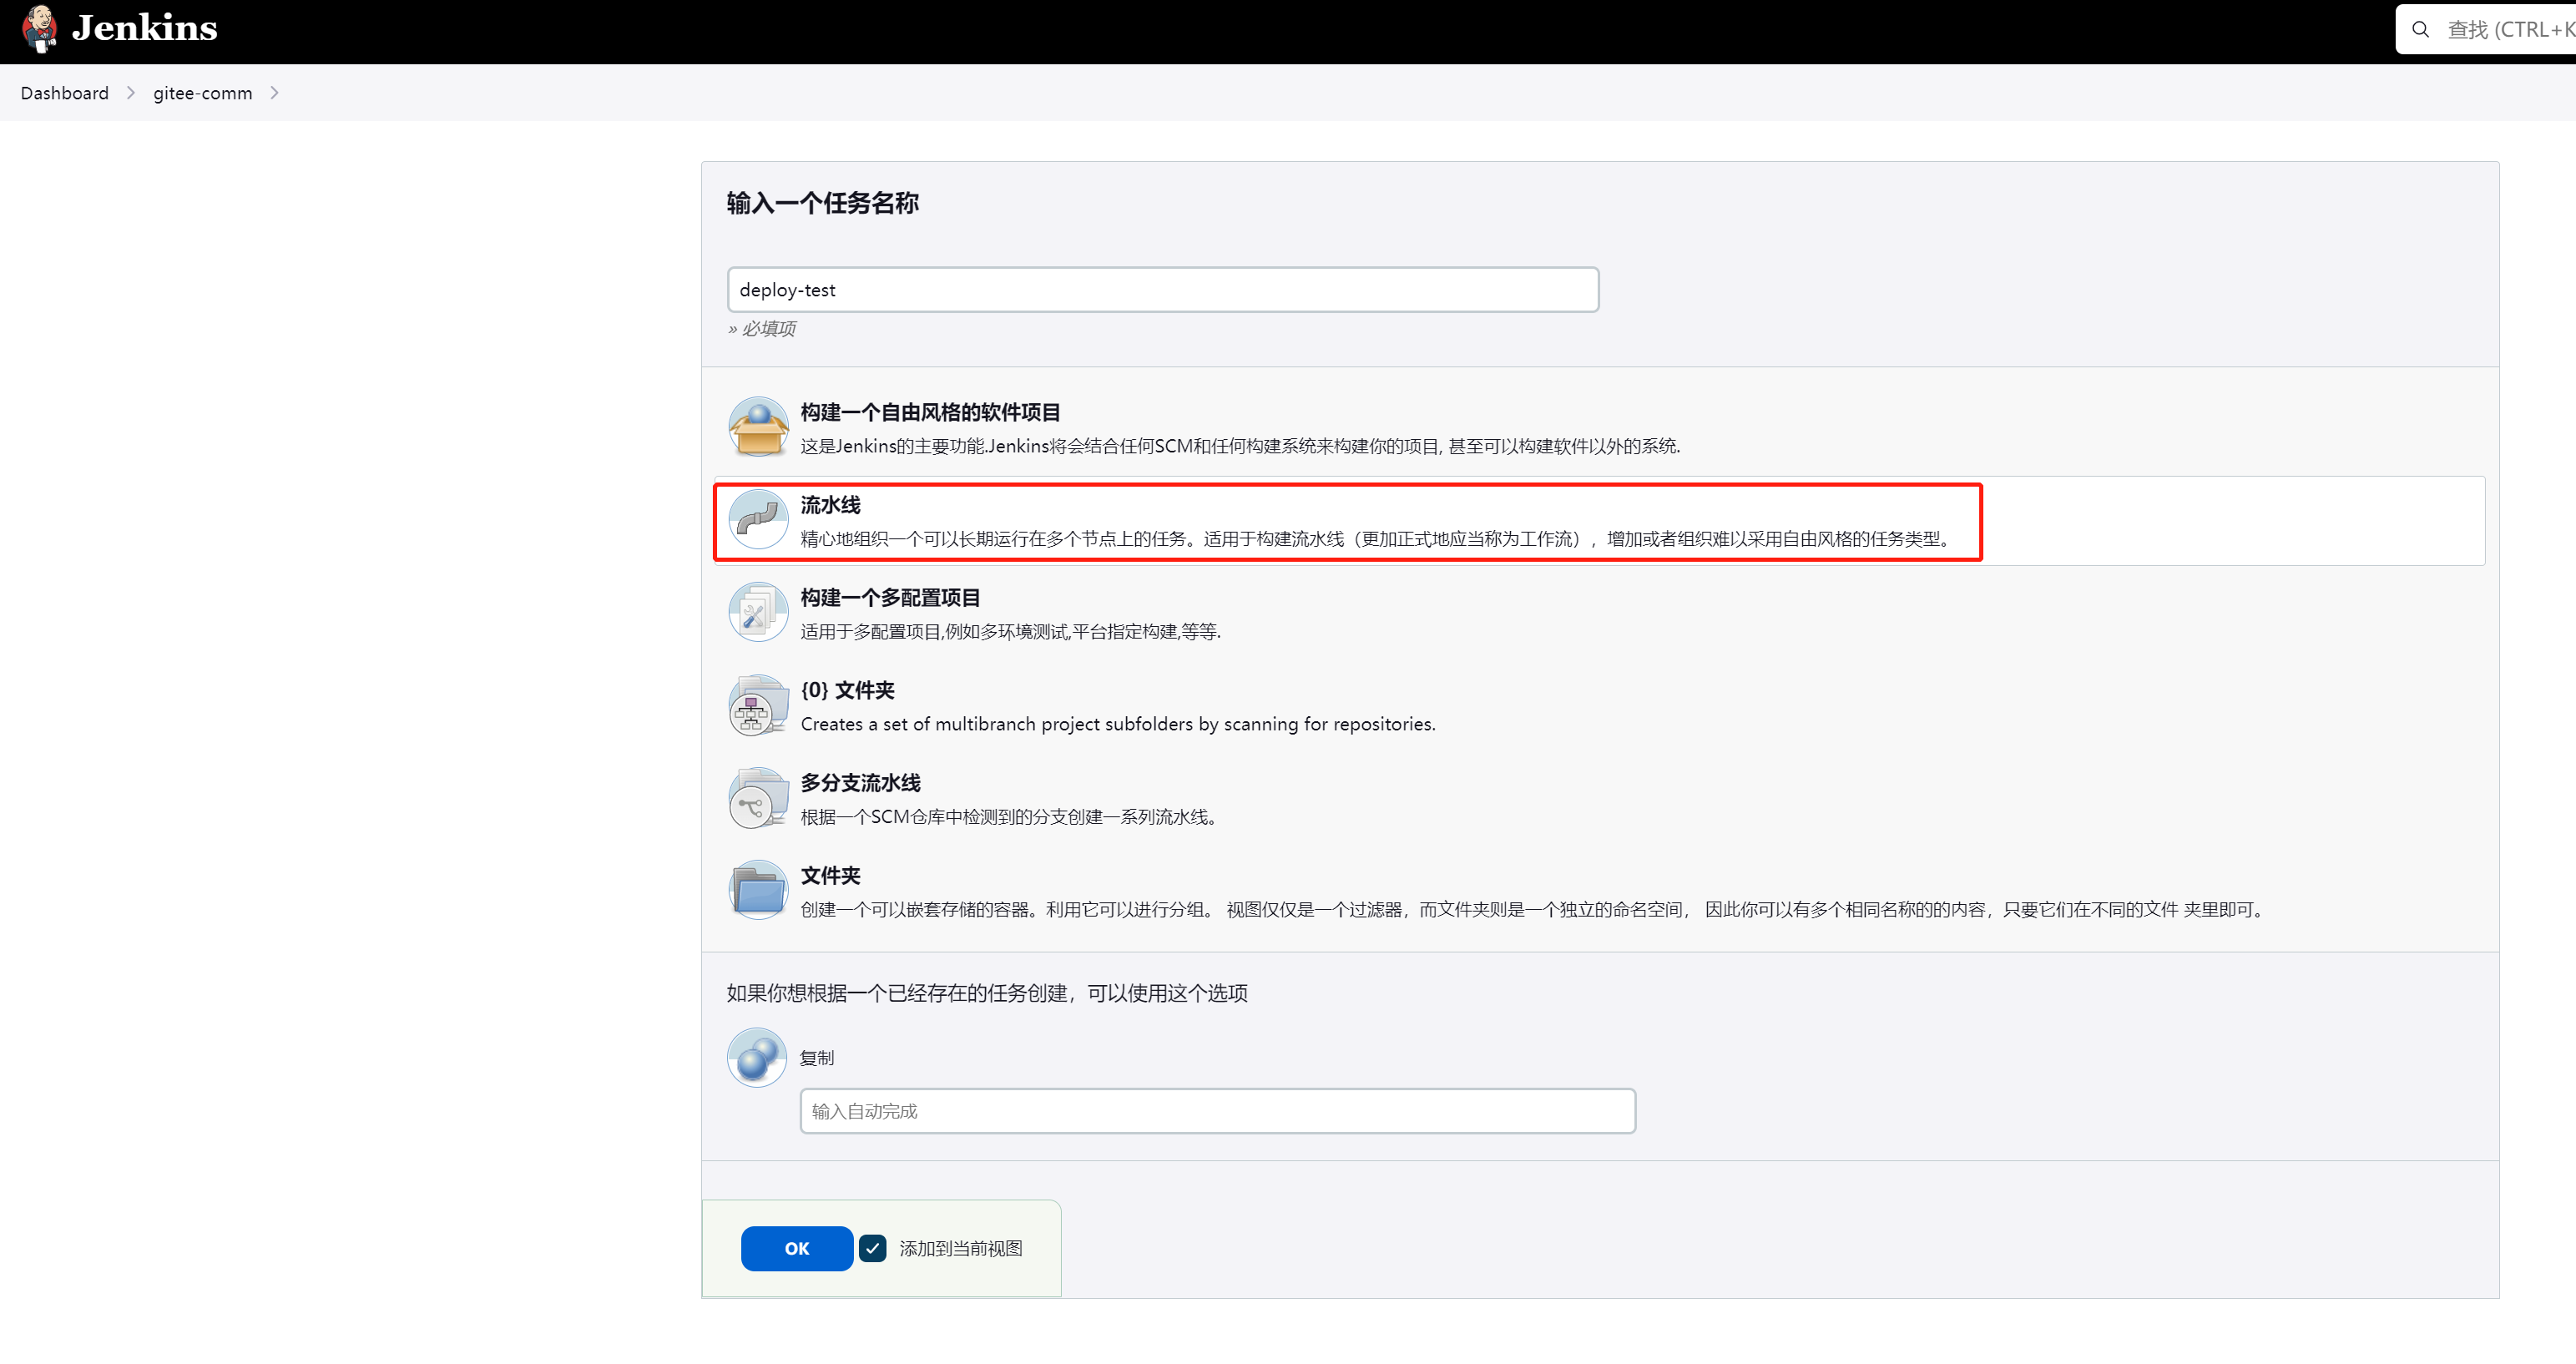 Jenkins
查找 (CTRL+K
Dashboard
gitee-comm
输入一个任务名称
deploy-test
» 必填项
构建一个自由风格的软件项目
这是Jenkins的主要功能.Jenkins将会结合任何SCM和任何构建系统来构建你的项目, 甚至可以构建软件以外的系统.
流水线
精心地组织一个可以长期运行在多个节点上的任务。适用于构建流水线（更加正式地应当称为工作流），增加或者组织难以采用自由风格的任务类型。
构建一个多配置项目
适用于多配置项目,例如多环境测试,平台指定构建,等等.
{0} 文件夹
Creates a set of multibranch project subfolders by scanning for repositories.
多分支流水线
根据一个SCM仓库中检测到的分支创建一系列流水线。
文件夹
创建一个可以嵌套存储的容器。利用它可以进行分组。 视图仅仅是一个过滤器，而文件夹则是一个独立的命名空间， 因此你可以有多个相同名称的的内容，只要它们在不同的文件 夹里即可。
如果你想根据一个已经存在的任务创建，可以使用这个选项
复制
输入自动完成
OK
添加到当前视图